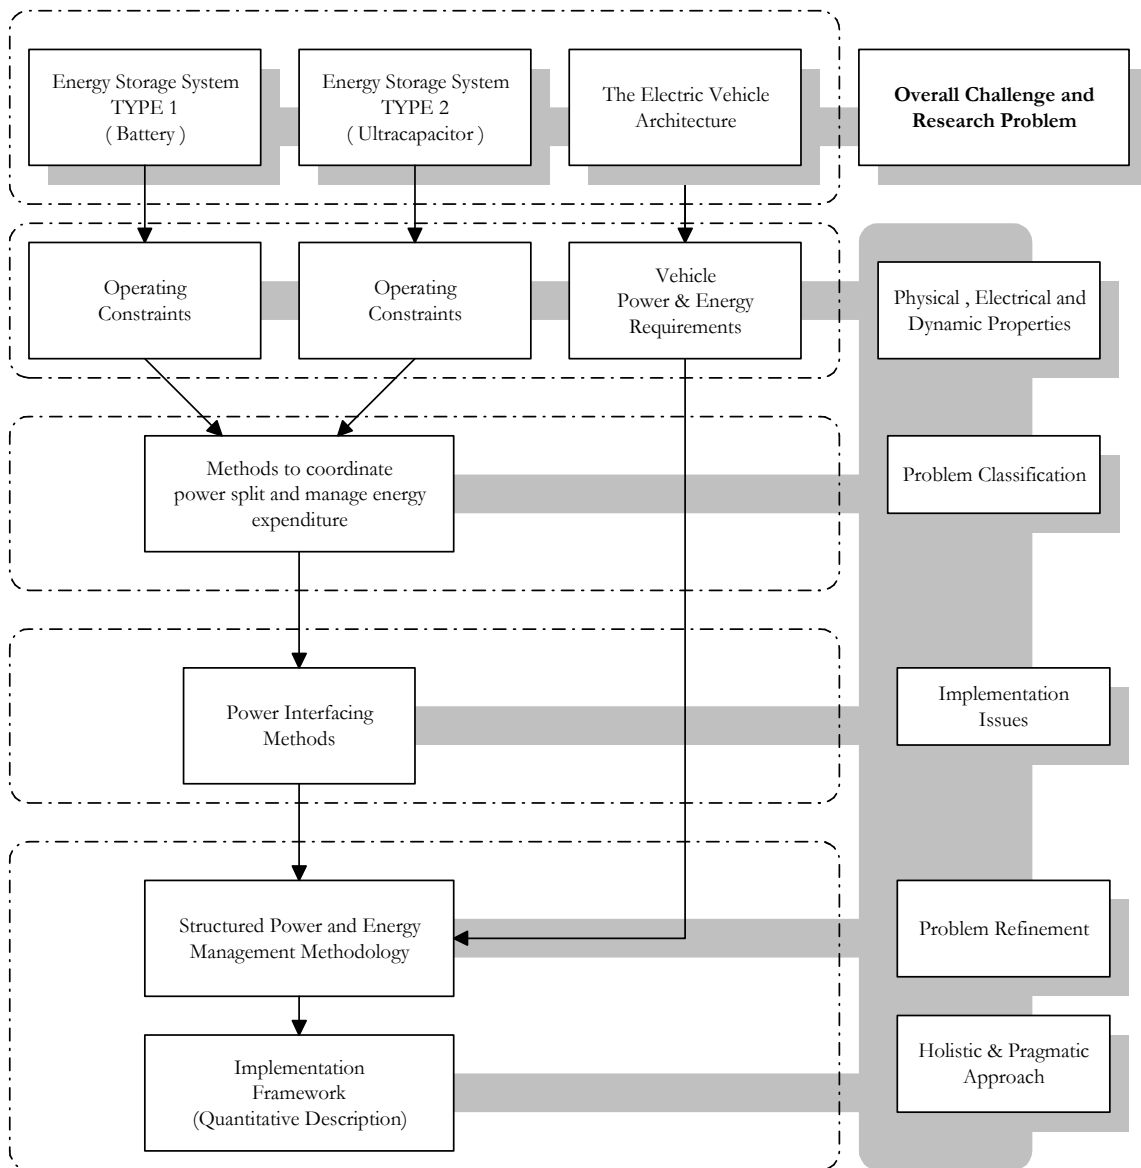 Energy Storage System
TYPE 1
( Battery )
Energy Storage System
TYPE 2
( Ultracapacitor )
The Electric Vehicle
Architecture
Overall Challenge and
Research Problem
Operating
Constraints
Operating
Constraints
Vehicle
Power & Energy
Requirements
Physical , Electrical and
Dynamic Properties
Methods to coordinate
power split and manage energy
expenditure
Problem Classification
Power Interfacing
Methods
Implementation
Issues
Structured Power and Energy
Management Methodology
Problem Refinement
Implementation
Framework
(Quantitative Description)
Holistic & Pragmatic
Approach